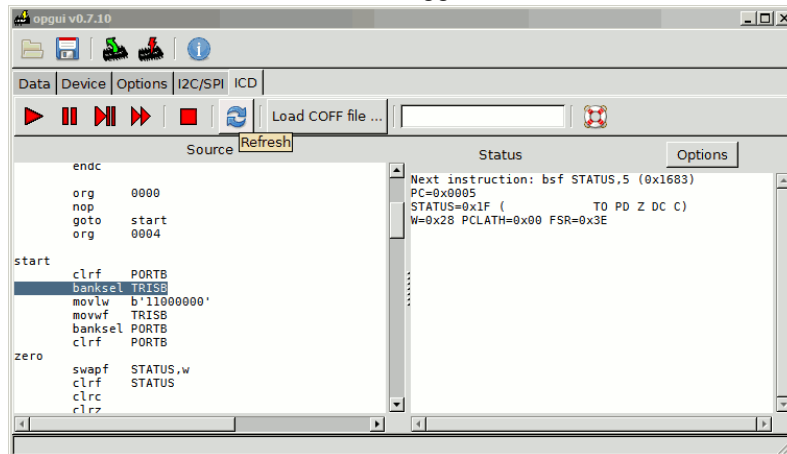 opgui v0.7.10
Data Device Options I2C/SPI ICD
Load COFF file ...
Refresh
Source
Status
Options
endc
org 0000
nop
goto start
org 0004
start
clrf PORTB
banksel TRISB
movlw b'11000000'
movwf TRISB
banksel PORTB
clrf PORTB
zero
swapf STATUS,w
clrf STATUS
clrc
clrz
Next instruction: bsf STATUS,5 (0x1683)
PC=0x0005
STATUS=0x1F ( TO PD Z DC C)
W=0x28 PCLATH=0x00 FSR=0x3E